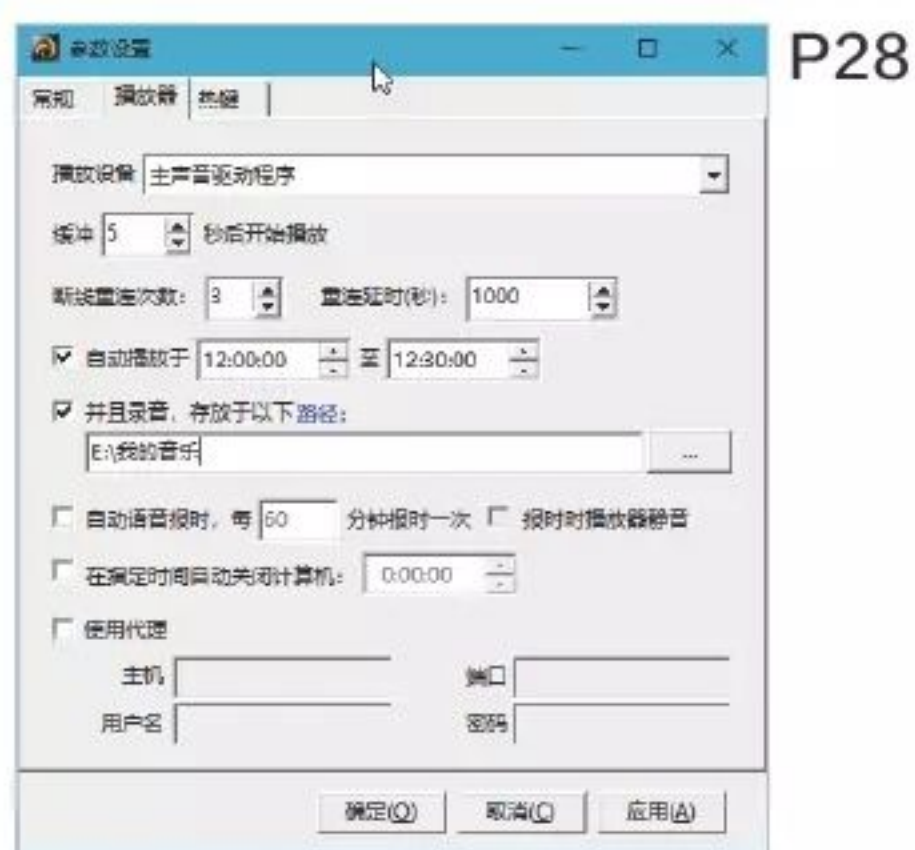 参数设置
P28
常规 播放器 热键
播放设备 主声音驱动程序
缓冲 5 秒后开始播放
断线重连次数: 3 重连延时(秒): 1000
自动播放于 12:00:00 至 12:30:00
并且录音，存放于以下路径:
E:\我的音乐
...
自动语音报时，每 60 分钟报时一次 报时时播放器静音
在指定时间自动关闭计算机: 0:00:00
使用代理
主机 端口
用户名 密码
确定(O) 取消(C) 应用(A)